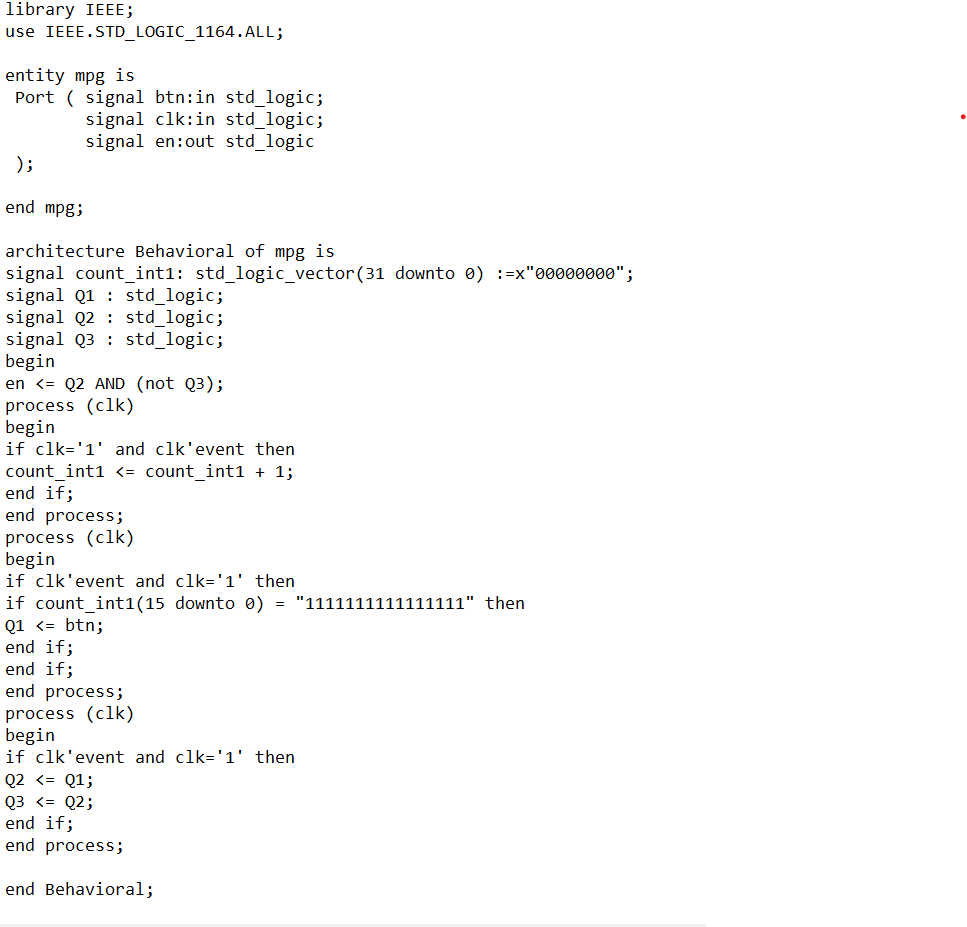 library IEEE;
use IEEE.STD_LOGIC_1164.ALL;
entity mpg is
Port ( signal btn:in std_logic;
signal clk:in std_logic;
signal en:out std_logic
);
end mpg;
architecture Behavioral of mpg is
signal count_int1: std_logic_vector(31 downto 0) :=x"00000000";
signal Q1 : std_logic;
signal Q2 : std_logic;
signal Q3 : std_logic;
begin
en <= Q2 AND (not Q3);
process (clk)
begin
if clk='1' and clk'event then
count_int1 <= count_int1 + 1;
end if;
end process;
process (clk)
begin
if clk'event and clk='1' then
if count_int1(15 downto 0) = "1111111111111111" then
Q1 <= btn;
end if;
end if;
end process;
process (clk)
begin
if clk'event and clk='1' then
Q2 <= Q1;
Q3 <= Q2;
end if;
end process;
end Behavioral;